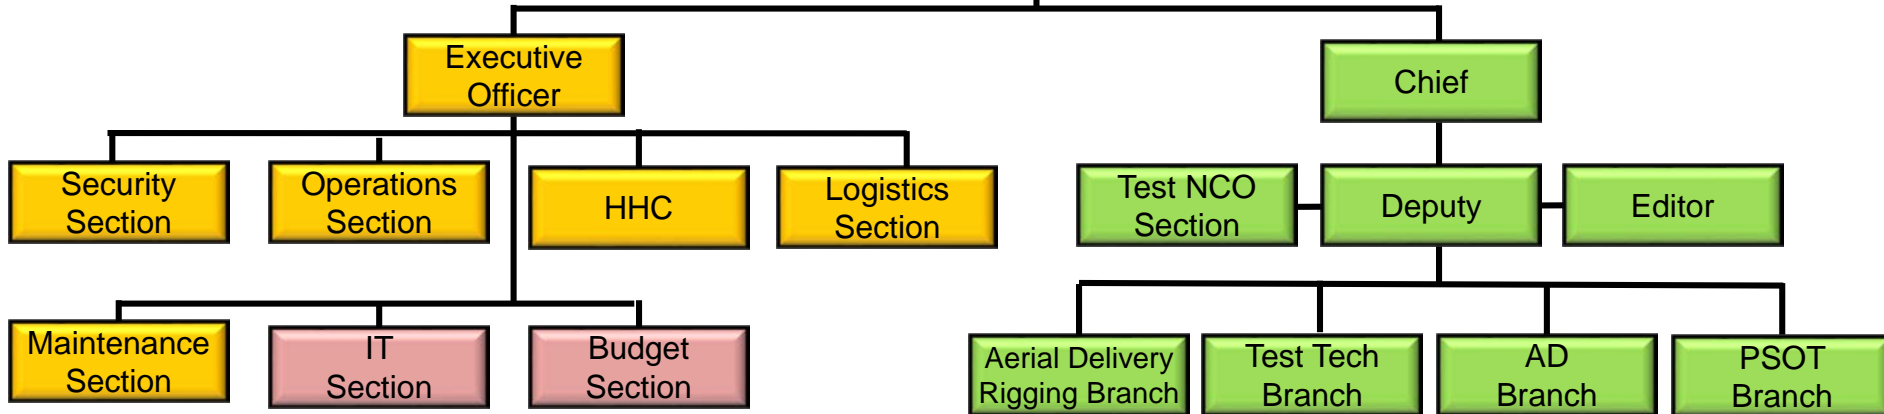 Executive
Officer
Chief
Security
Section
Operations
Section
HHC
Logistics
Section
Test NCO
Section
Deputy
Editor
Maintenance
Section
IT
Section
Budget
Section
Aerial Delivery
Rigging Branch
Test Tech
Branch
AD
Branch
PSOT
Branch